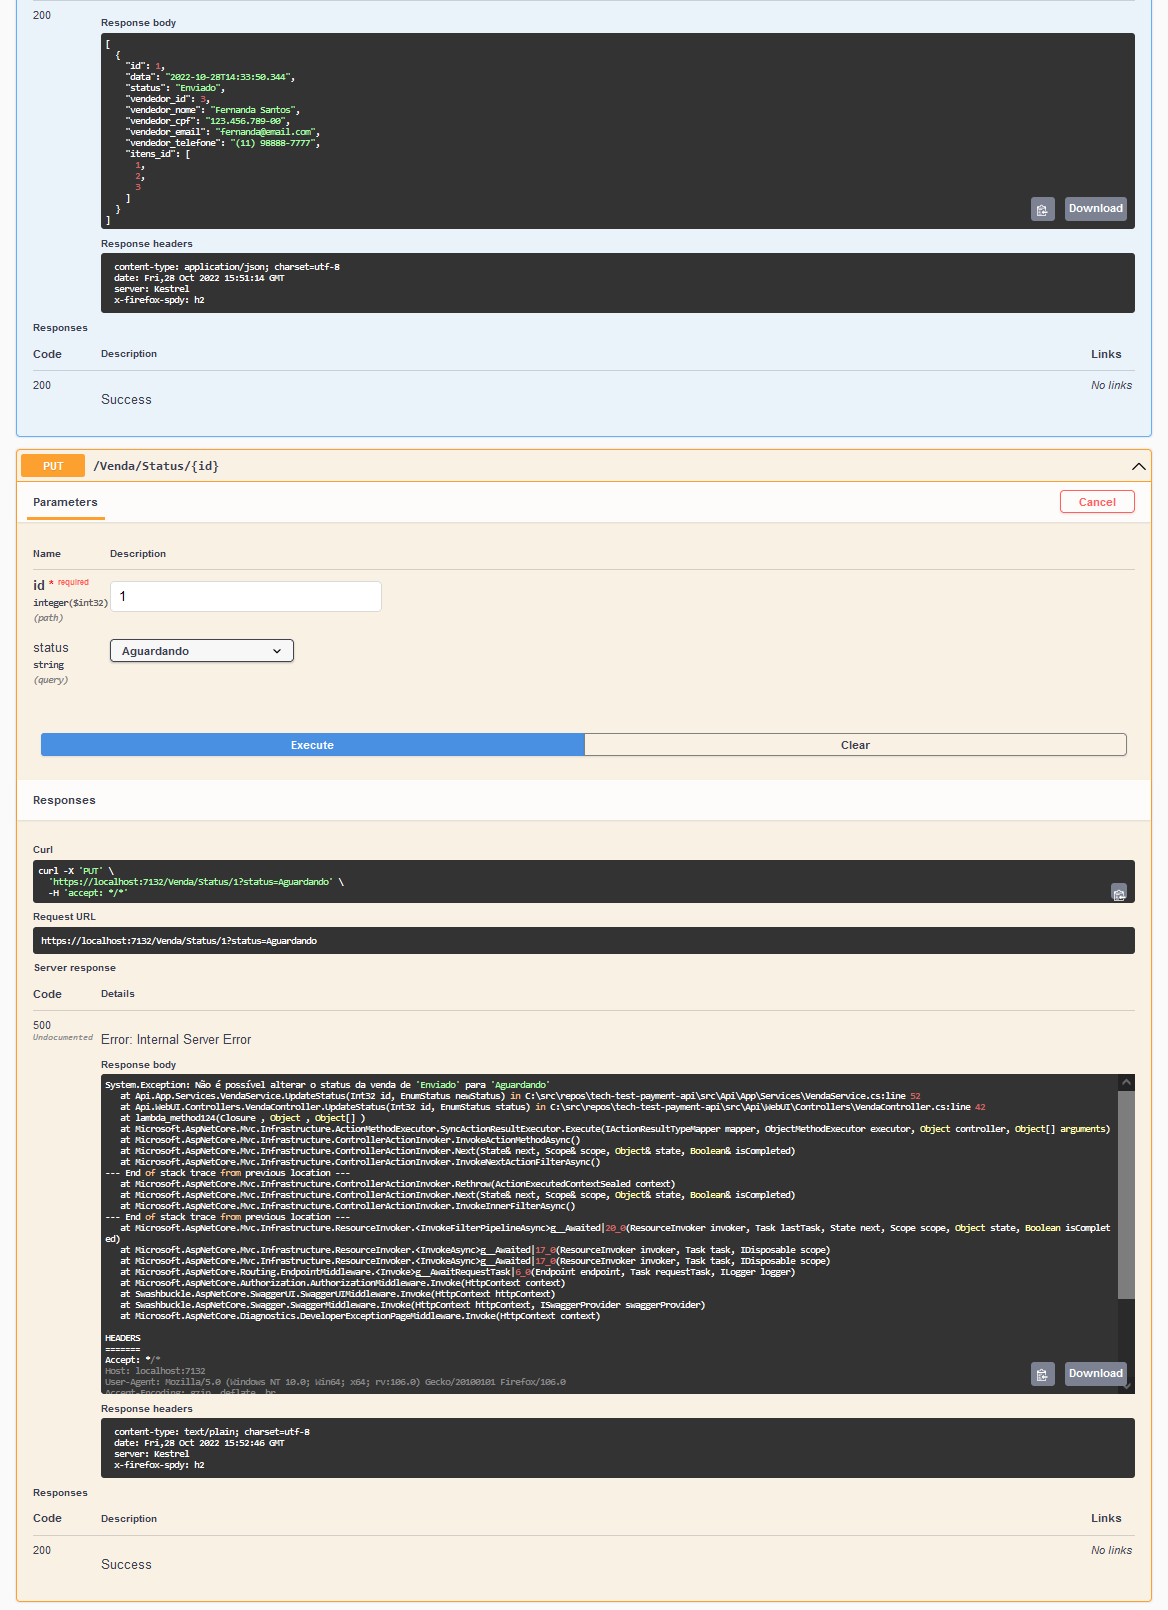 200
Response body
[
  {
    "id": 1,
    "data": "2022-10-28T14:33:50.344",
    "status": "Enviado",
    "vendedor_id": 3,
    "vendedor_nome": "Fernanda Santos",
    "vendedor_cpf": "123.456.789-00",
    "vendedor_email": "fernanda@email.com",
    "vendedor_telefone": "(11) 98888-7777",
    "itens_id": [
      1,
      2,
      3
    ]
  }
]
Download
Response headers
content-type: application/json; charset=utf-8
date: Fri,28 Oct 2022 15:51:14 GMT
server: Kestrel
x-firefox-spdy: h2
Responses
Code Description Links
200 Success No links
PUT /Venda/Status/{id}
Parameters Cancel
Name Description
id * required
integer($int32)
(path)
1
status
string
(query)
Aguardando
Execute Clear
Responses
Curl
curl -X 'PUT' \
  'https://localhost:7132/Venda/Status/1?status=Aguardando' \
  -H 'accept: */*'
Request URL
https://localhost:7132/Venda/Status/1?status=Aguardando
Server response
Code Details
500
Undocumented
Error: Internal Server Error
Response body
System.Exception: Não é possível alterar o status da venda de 'Enviado' para 'Aguardando'
   at Api.App.Services.VendaService.UpdateStatus(Int32 id, EnumStatus newStatus) in C:\src\repos\tech-test-payment-api\src\Api\App\Services\VendaService.cs:line 52
   at Api.WebUI.Controllers.VendaController.UpdateStatus(Int32 id, EnumStatus status) in C:\src\repos\tech-test-payment-api\src\Api\WebUI\Controllers\VendaController.cs:line 42
   at lambda_method124(Closure , Object , Object[] )
   at Microsoft.AspNetCore.Mvc.Infrastructure.ActionMethodExecutor.SyncActionResultExecutor.Execute(IActionResultTypeMapper mapper, ObjectMethodExecutor executor, Object controller, Object[] arguments)
   at Microsoft.AspNetCore.Mvc.Infrastructure.ControllerActionInvoker.InvokeActionMethodAsync()
   at Microsoft.AspNetCore.Mvc.Infrastructure.ControllerActionInvoker.Next(State& next, Scope& scope, Object& state, Boolean& isCompleted)
   at Microsoft.AspNetCore.Mvc.Infrastructure.ControllerActionInvoker.InvokeNextActionFilterAsync()
--- End of stack trace from previous location ---
   at Microsoft.AspNetCore.Mvc.Infrastructure.ControllerActionInvoker.Rethrow(ActionExecutedContextSealed context)
   at Microsoft.AspNetCore.Mvc.Infrastructure.ControllerActionInvoker.Next(State& next, Scope& scope, Object& state, Boolean& isCompleted)
   at Microsoft.AspNetCore.Mvc.Infrastructure.ControllerActionInvoker.InvokeInnerFilterAsync()
--- End of stack trace from previous location ---
   at Microsoft.AspNetCore.Mvc.Infrastructure.ResourceInvoker.<InvokeFilterPipelineAsync>g__Awaited|20_0(ResourceInvoker invoker, Task lastTask, State next, Scope scope, Object state, Boolean isComplet
ed)
   at Microsoft.AspNetCore.Mvc.Infrastructure.ResourceInvoker.<InvokeAsync>g__Awaited|17_0(ResourceInvoker invoker, Task task, IDisposable scope)
   at Microsoft.AspNetCore.Mvc.Infrastructure.ResourceInvoker.<InvokeAsync>g__Awaited|17_0(ResourceInvoker invoker, Task task, IDisposable scope)
   at Microsoft.AspNetCore.Routing.EndpointMiddleware.<Invoke>g__AwaitRequestTask|6_0(Endpoint endpoint, Task requestTask, ILogger logger)
   at Microsoft.AspNetCore.Authorization.AuthorizationMiddleware.Invoke(HttpContext context)
   at Swashbuckle.AspNetCore.SwaggerUI.SwaggerUIMiddleware.Invoke(HttpContext httpContext)
   at Swashbuckle.AspNetCore.Swagger.SwaggerMiddleware.Invoke(HttpContext httpContext, ISwaggerProvider swaggerProvider)
   at Microsoft.AspNetCore.Diagnostics.DeveloperExceptionPageMiddleware.Invoke(HttpContext context)
HEADERS
=======
Accept: */*
Host: localhost:7132
User-Agent: Mozilla/5.0 (Windows NT 10.0; Win64; x64; rv:106.0) Gecko/20100101 Firefox/106.0
Accept-Encoding: gzip, deflate, br
Download
Response headers
content-type: text/plain; charset=utf-8
date: Fri,28 Oct 2022 15:52:46 GMT
server: Kestrel
x-firefox-spdy: h2
Responses
Code Description Links
200 Success No links